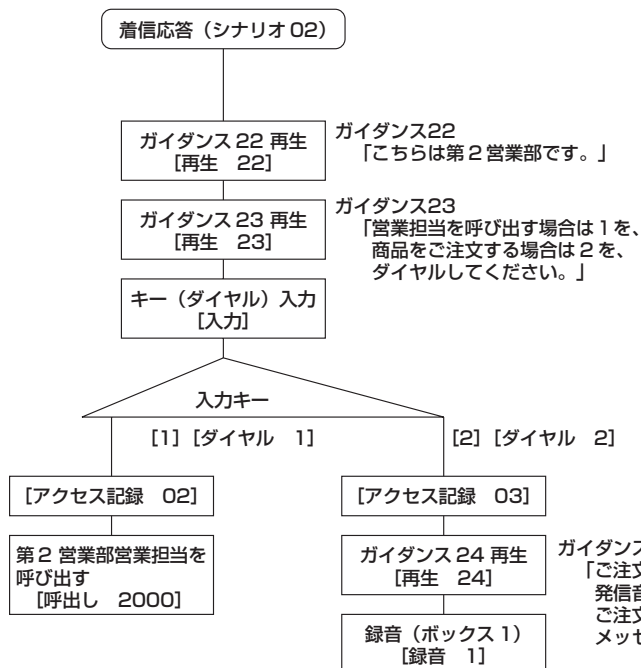 着信応答（シナリオ 02）
ガイダンス 22 再生
[再生　22]
ガイダンス22
「こちらは第 2 営業部です。」
ガイダンス 23 再生
[再生　23]
ガイダンス23
「営業担当を呼び出す場合は 1 を、
商品をご注文する場合は 2 を、
ダイヤルしてください。」
キー（ダイヤル）入力
[入力]
入力キー
[1]［ダイヤル　1］
[2]［ダイヤル　2］
[アクセス記録　02]
[アクセス記録　03]
第 2 営業部営業担当を
呼び出す
[呼出し　2000]
ガイダンス 24 再生
[再生　24]
ガイダンス
「ご注文
発信音
ご注文
メッセ
録音（ボックス 1）
[録音　1]